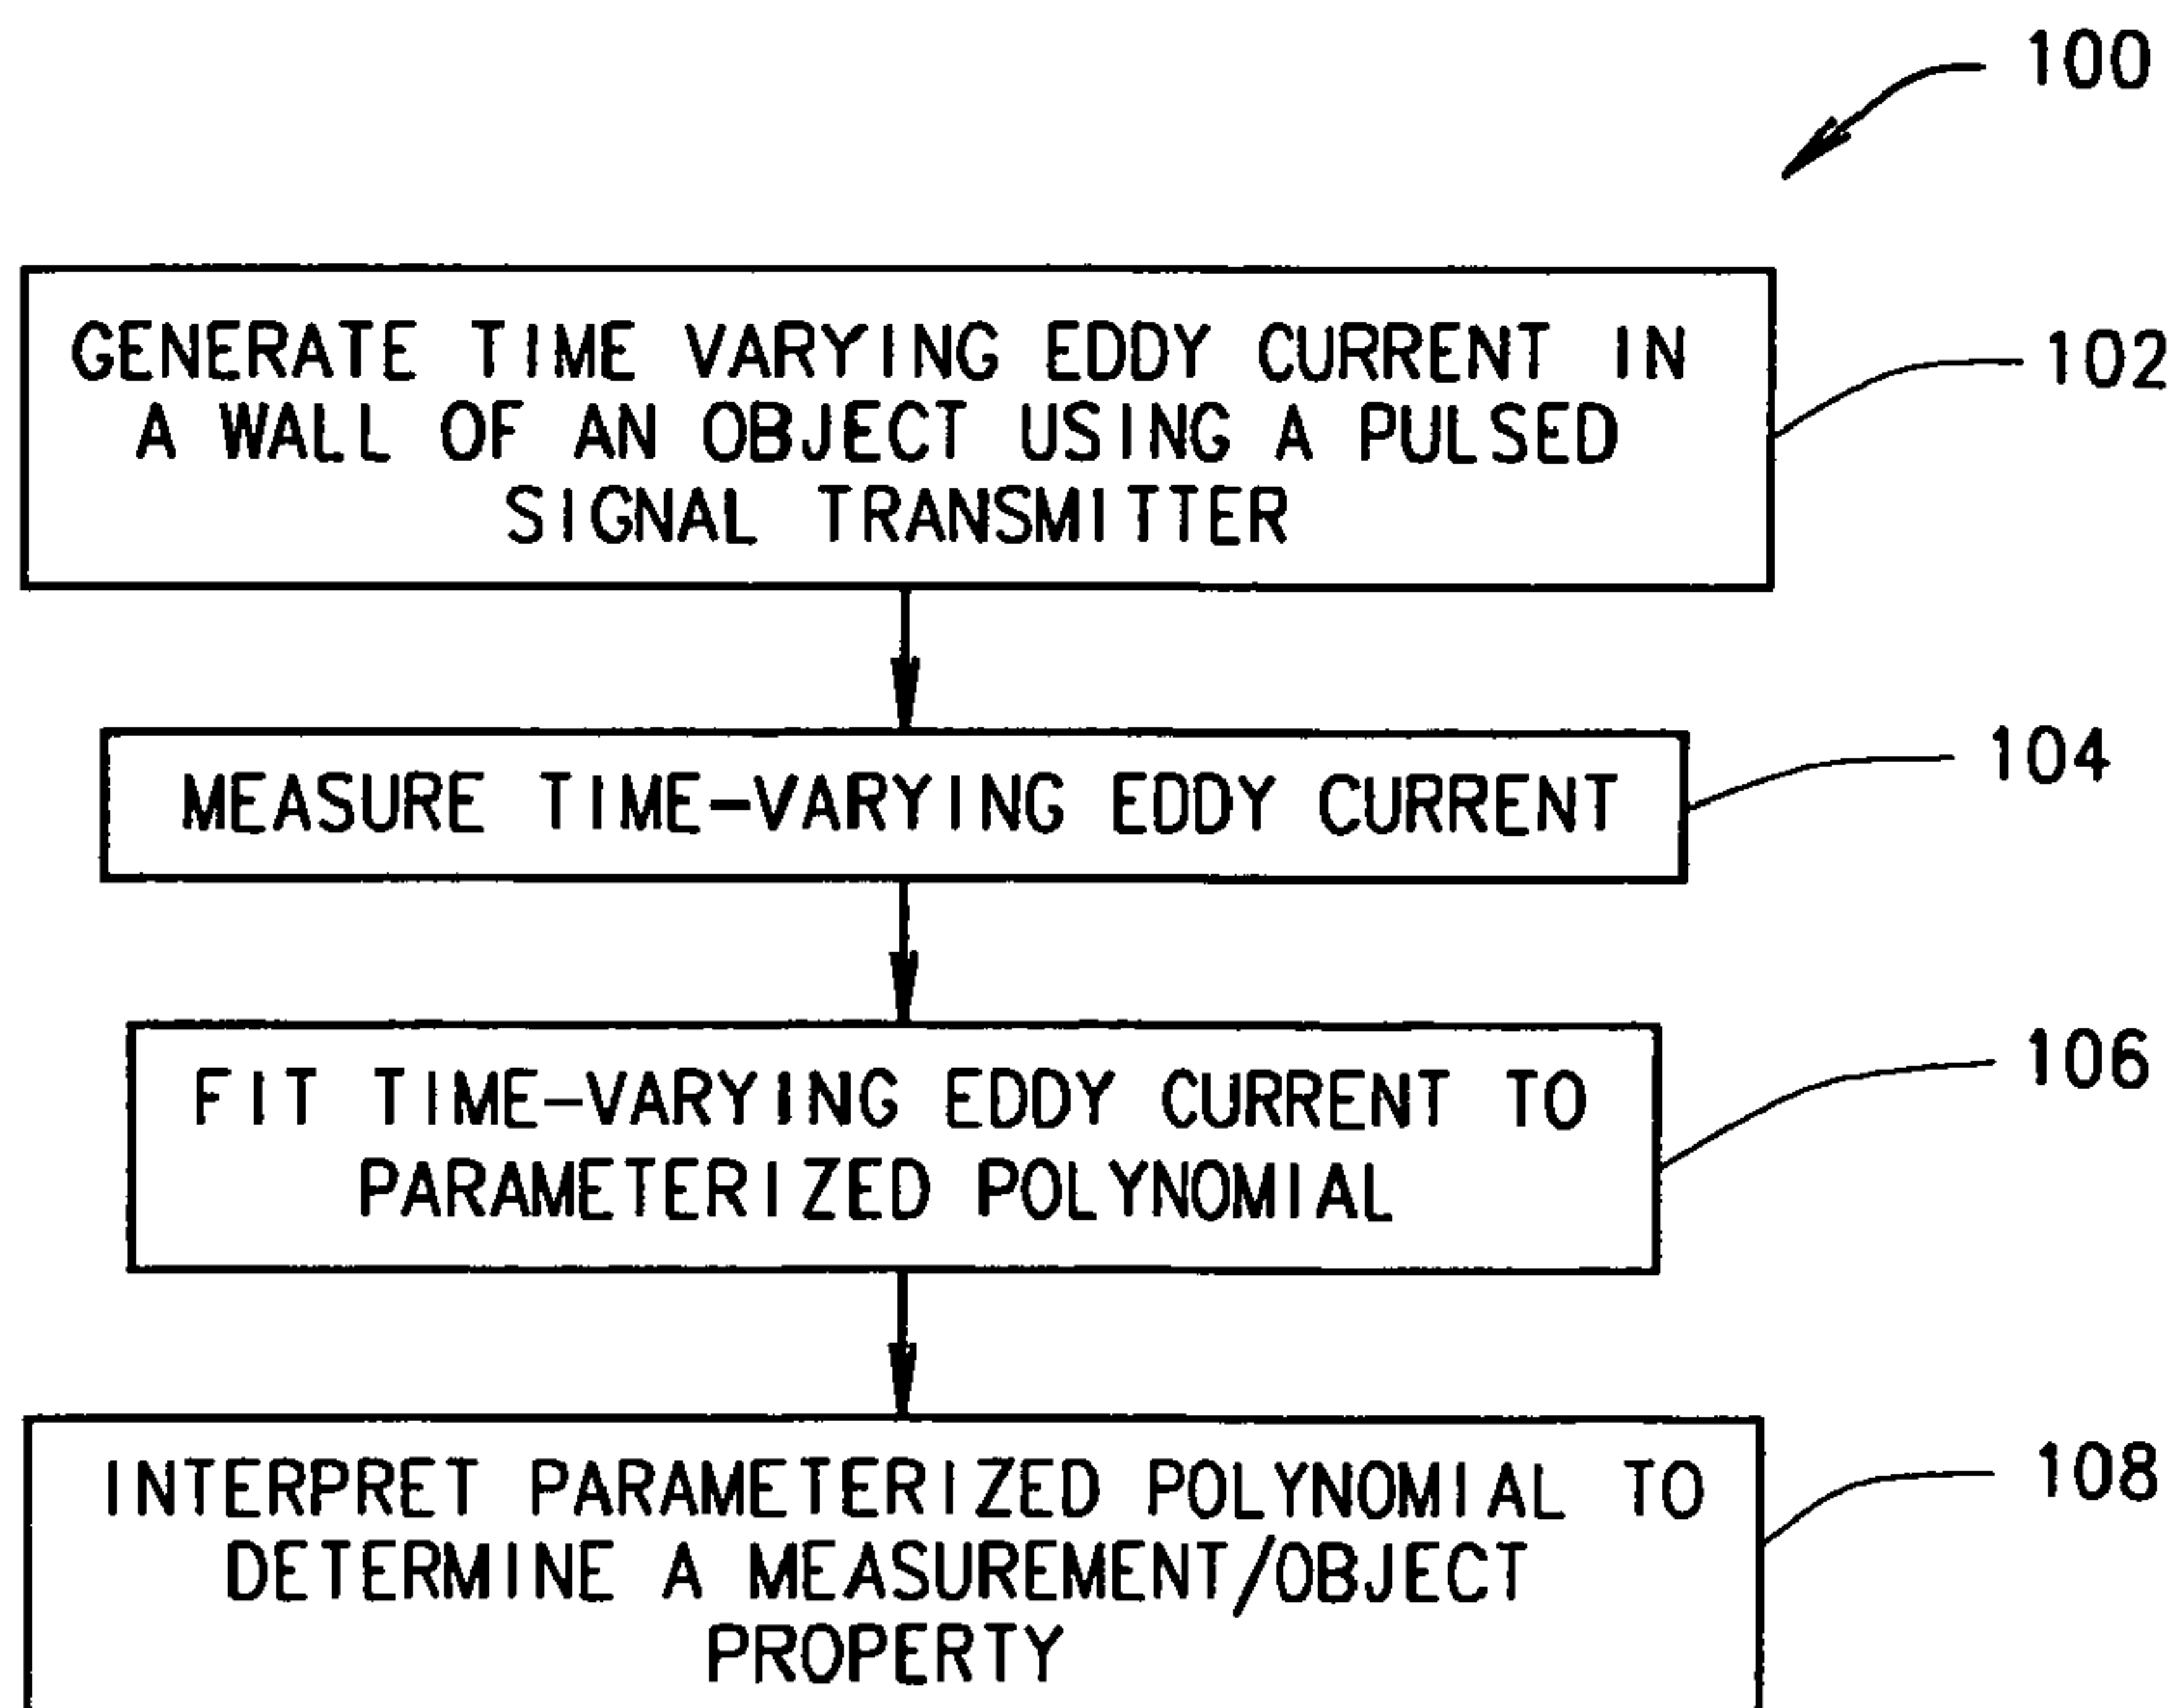 100
GENERATE TIME VARYING EDDY CURRENT IN
A WALL OF AN OBJECT USING A PULSED
SIGNAL TRANSMITTER
102
MEASURE TIME-VARYING EDDY CURRENT
104
FIT TIME-VARYING EDDY CURRENT TO
PARAMETERIZED POLYNOMIAL
106
INTERPRET PARAMETERIZED POLYNOMIAL TO
DETERMINE A MEASUREMENT/OBJECT
PROPERTY
108